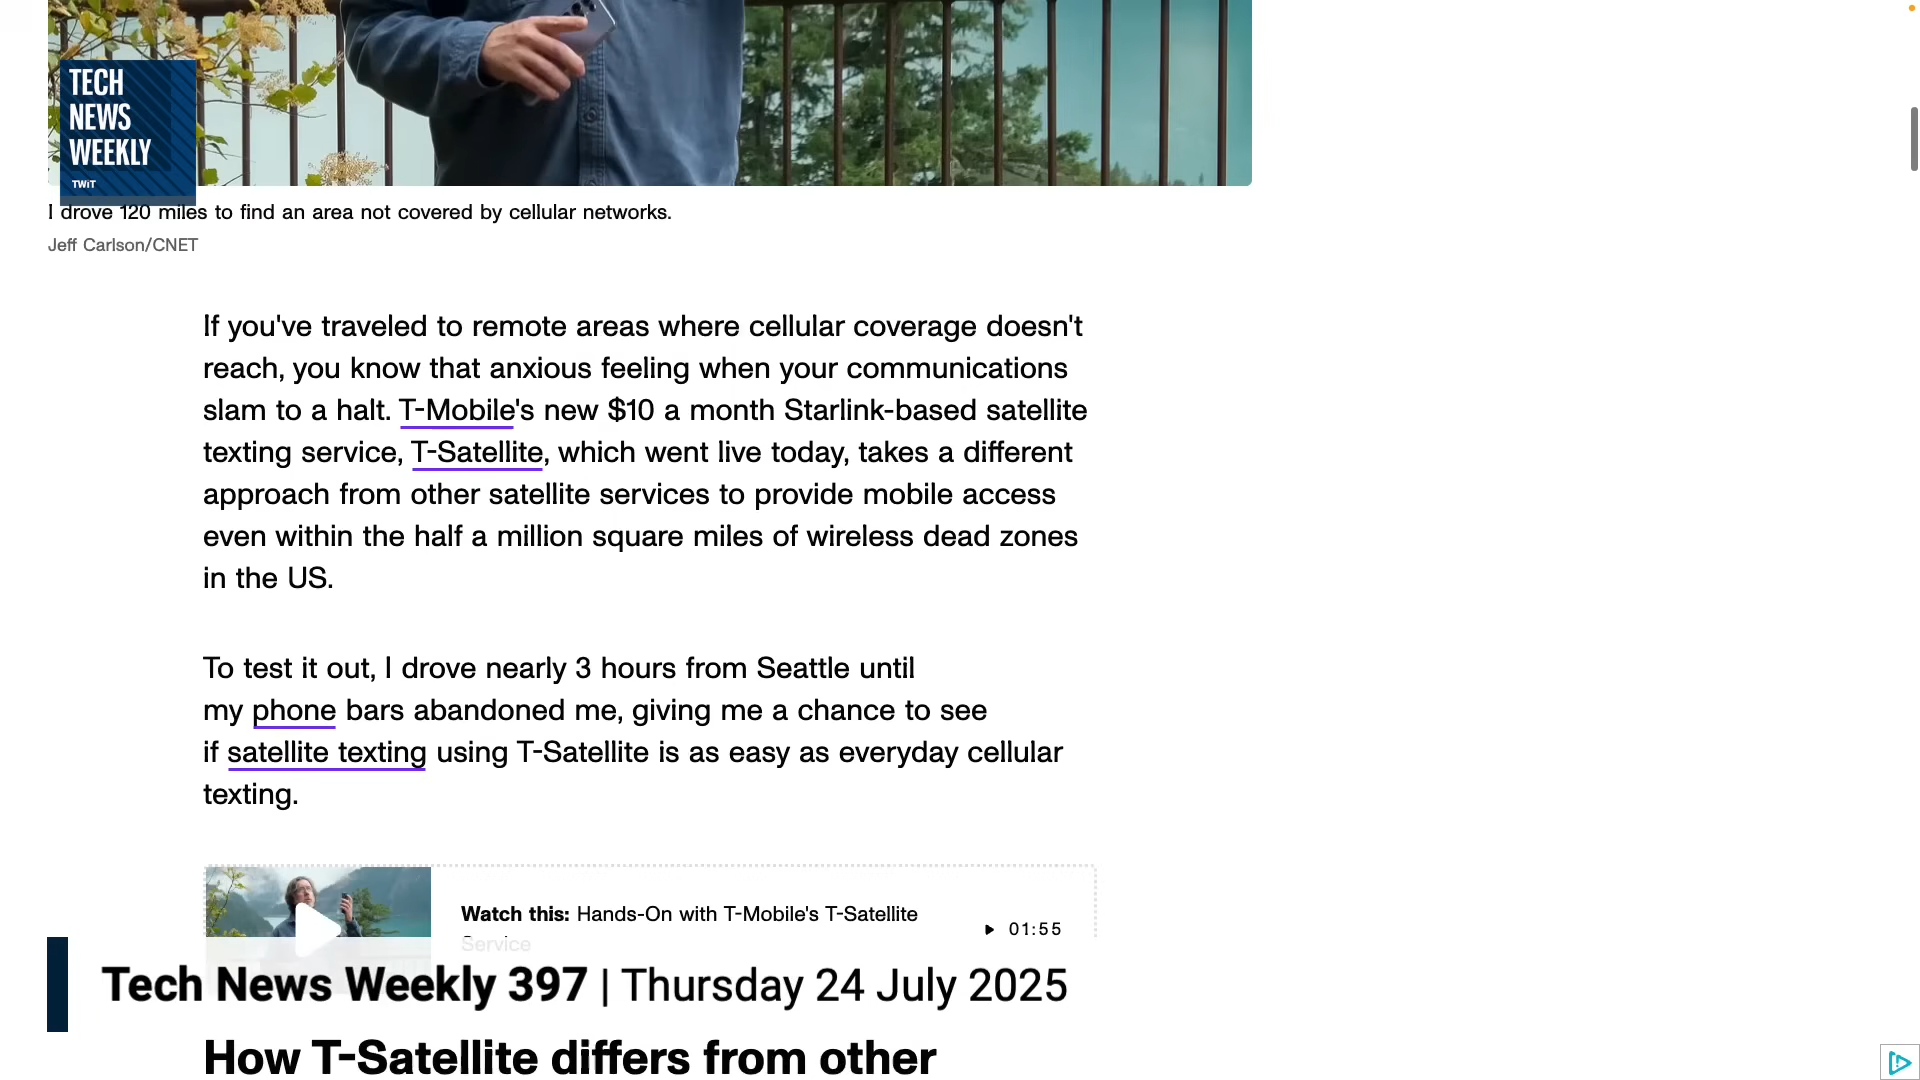 TECH
NEWS
WEEKLY
TWiT
I drove 120 miles to find an area not covered by cellular networks.
Jeff Carlson/CNET
If you've traveled to remote areas where cellular coverage doesn't
reach, you know that anxious feeling when your communications
slam to a halt. T-Mobile's new $10 a month Starlink-based satellite
texting service, T-Satellite, which went live today, takes a different
approach from other satellite services to provide mobile access
even within the half a million square miles of wireless dead zones
in the US.
To test it out, I drove nearly 3 hours from Seattle until
my phone bars abandoned me, giving me a chance to see
if satellite texting using T-Satellite is as easy as everyday cellular
texting.
Watch this: Hands-On with T-Mobile's T-Satellite
Service
01:55
Tech News Weekly 397 | Thursday 24 July 2025
How T-Satellite differs from other